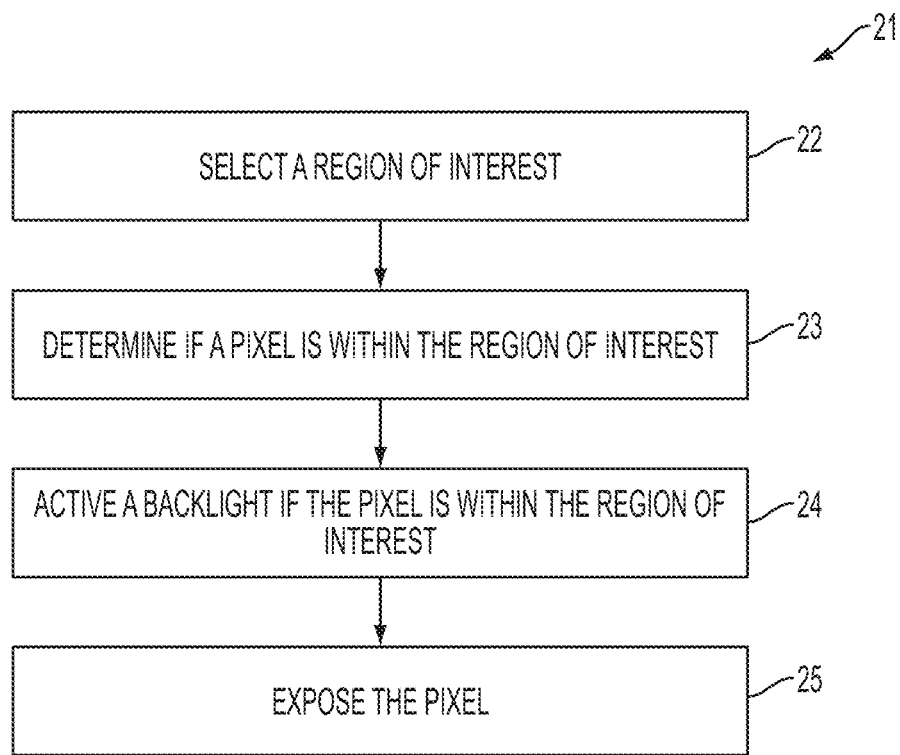 21
SELECT A REGION OF INTEREST
22
DETERMINE IF A PIXEL IS WITHIN THE REGION OF INTEREST
23
ACTIVE A BACKLIGHT IF THE PIXEL IS WITHIN THE REGION OF
INTEREST
24
EXPOSE THE PIXEL
25